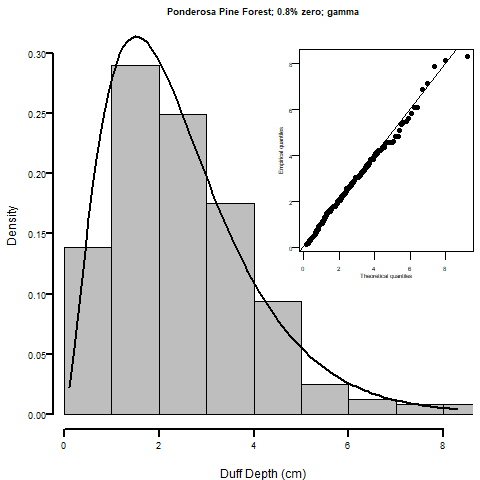 Ponderosa Pine Forest; 0.8% zero; gamma
Density
0.30
0.25
0.20
0.15
0.10
0.05
0.00
0 2 4 6 8
Duff Depth (cm)
Empirical quantiles
8
6
4
2
0
0 2 4 6 8
Theoretical quantiles